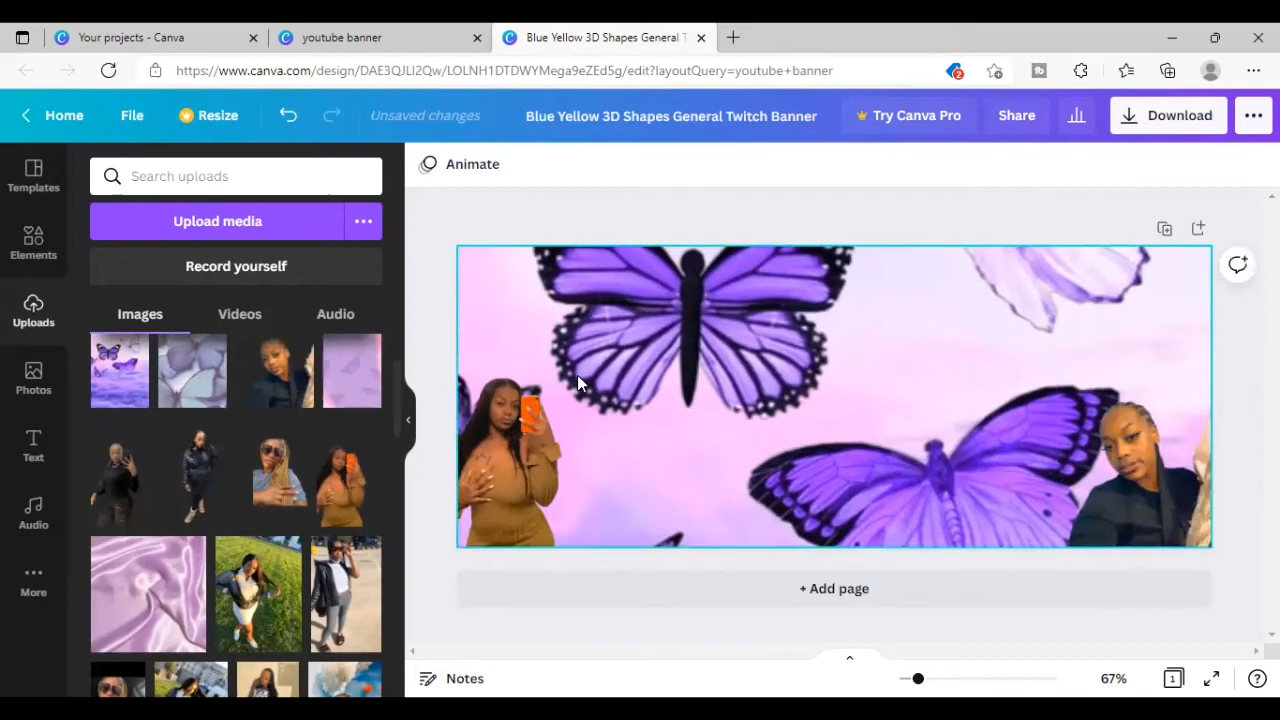 Your projects - Canva
youtube banner
Blue Yellow 3D Shapes General T
https://www.canva.com/design/DAE3QJLI2Qw/LOLNH1DTDWYMega9eZEd5g/edit?layoutQuery=youtube+banner
2
Home
File
Resize
Unsaved changes
Blue Yellow 3D Shapes General Twitch Banner
Try Canva Pro
Share
Download
Templates
Elements
Uploads
Photos
Text
Audio
More
Search uploads
Upload media
Record yourself
Images
Videos
Audio
Animate
+ Add page
Notes
67%
1